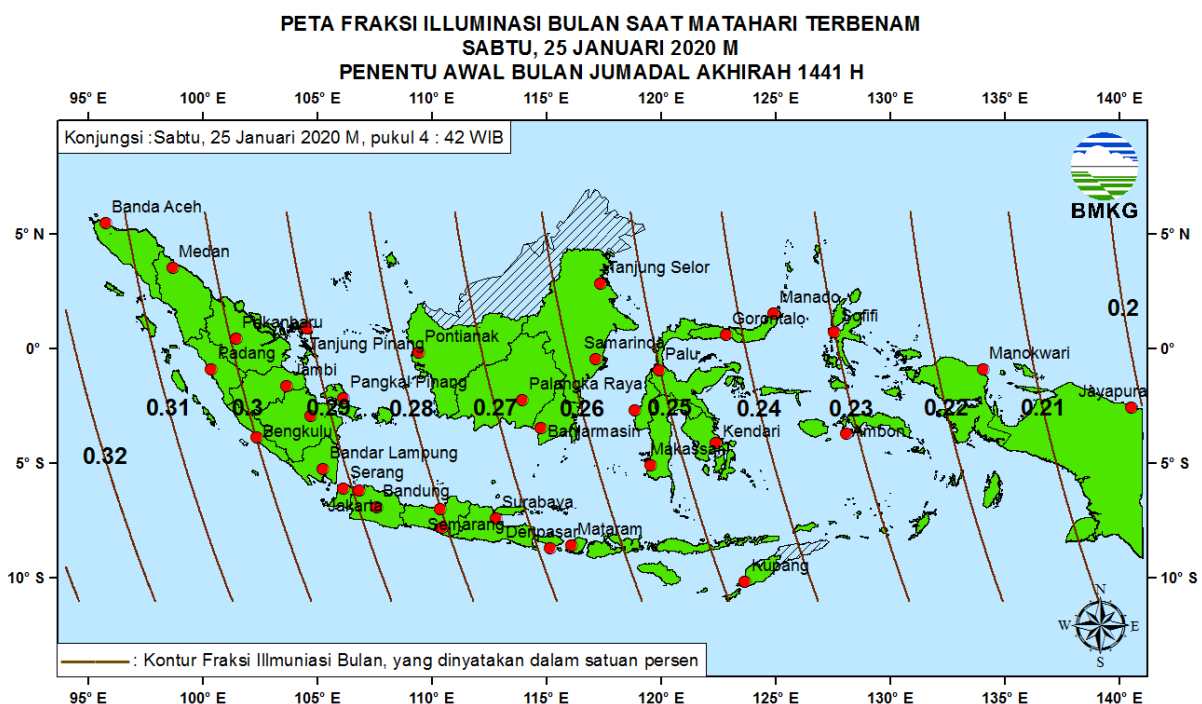 PETA FRAKSI ILLUMINASI BULAN SAAT MATAHARI TERBENAM
SABTU, 25 JANUARI 2020 M
PENENTU AWAL BULAN JUMADAL AKHIRAH 1441 H
95° E 100° E 105° E 110° E 115° E 120° E 125° E 130° E 135° E 140° E
Konjungsi :Sabtu, 25 Januari 2020 M, pukul 4 : 42 WIB
BMKG
Banda Aceh
5° N 5° N
Medan
Tanjung Selor
Manado
0.2
Sofifi
Gorontalo
Pekanbaru
Pontianak
Tanjung Pinang
Samarinda
0° 0°
Padang
Palu
Manokwari
Jambi
Pangkal Pinang
Palangka Raya
Jayapura
0.31 0.3 0.29 0.28 0.27 0.26 0.25 0.24 0.23 0.22 0.21
Bengkulu
Banjarmasin
Kendari
Ambon
0.32
Bandar Lampung
Makassar
5° S 5° S
Serang
Bandung
Jakarta
Surabaya
Semarang
Denpasar
Mataram
Kupang
10° S 10° S
N
W E
S
: Kontur Fraksi Illmuniasi Bulan, yang dinyatakan dalam satuan persen
95° E 100° E 105° E 110° E 115° E 120° E 125° E 130° E 135° E 140° E